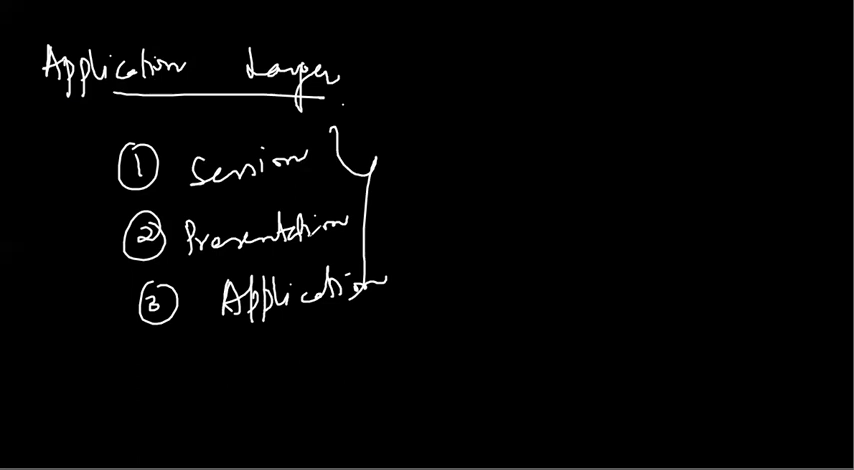 Application Layer
① Session
② Presentation
③ Application